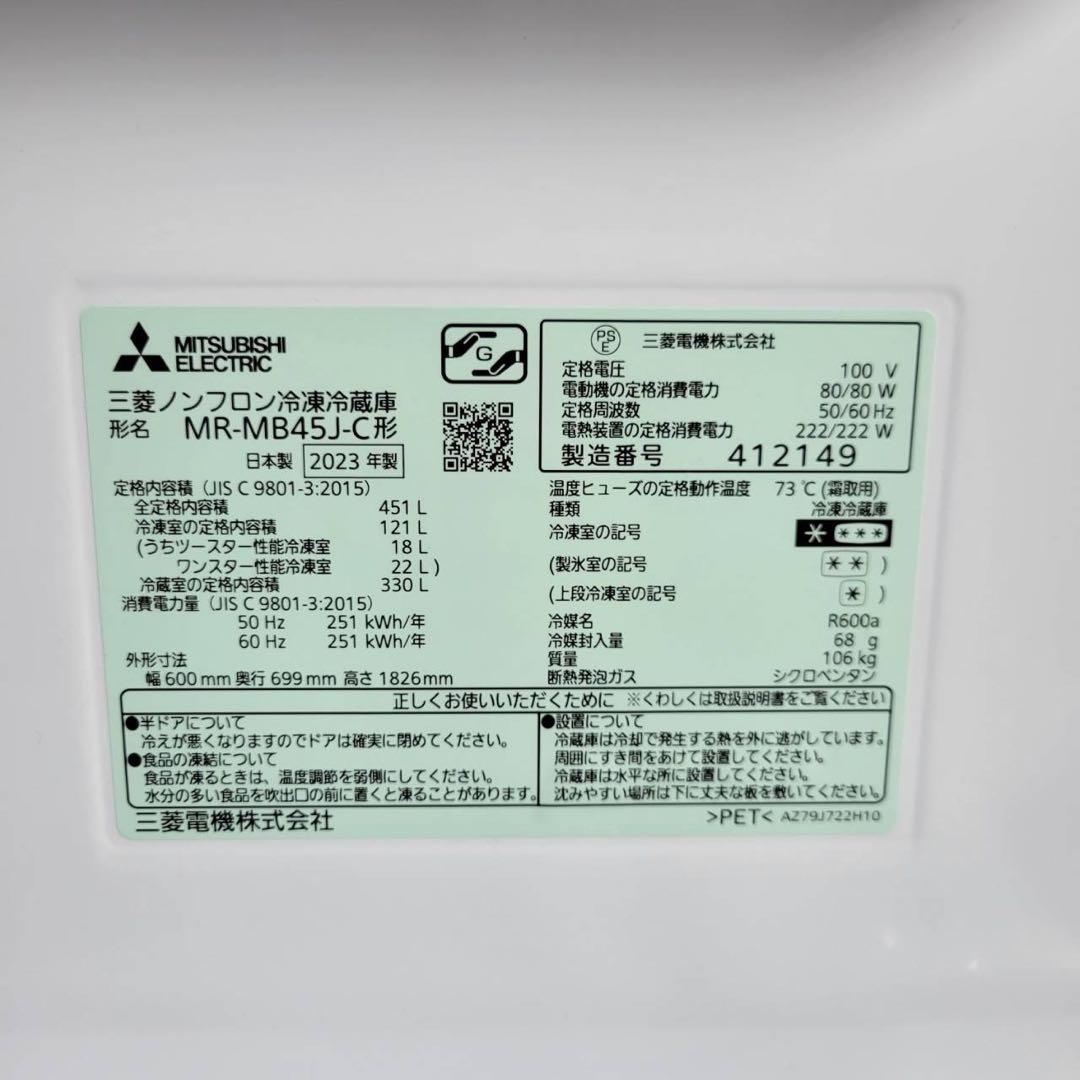 MITSUBISHI
ELECTRIC
三菱ノンフロン冷凍冷蔵庫
形名 MR-MB45J-C形
日本製 2023 年製
G
PS
E
三菱電機株式会社
定格電圧 100 V
電動機の定格消費電力 80/80 W
定格周波数 50/60 Hz
電熱装置の定格消費電力 222/222 W
製造番号 412149
定格内容積 (JIS C 9801-3:2015)
全定格内容積 451 L
冷凍室の定格内容積 121 L
(うちツースター性能冷凍室 18 L
ワンスター性能冷凍室 22 L )
冷蔵室の定格内容積 330 L
消費電力量 (JIS C 9801-3:2015)
50 Hz 251 kWh/年
60 Hz 251 kWh/年
外形寸法
幅 600 mm 奥行 699 mm 高さ 1826 mm
温度ヒューズの定格動作温度 73 ℃ (霜取用)
種類 冷凍冷蔵庫
冷凍室の記号 * ***
(製氷室の記号 ** )
(上段冷凍室の記号 * )
冷媒名 R600a
冷媒封入量 68 g
質量 106 kg
断熱発泡ガス シクロペンタン
正しくお使いいただくために ※くわしくは取扱説明書をご覧ください
●半ドアについて
冷えが悪くなりますのでドアは確実に閉めてください。
●食品の凍結について
食品が凍るときは、温度調節を弱側にしてください。
水分の多い食品を吹出口の前に置くと凍ることがあります。
●設置について
冷蔵庫は冷却で発生する熱を外に逃がしています。
周囲にすき間をあけて設置してください。
冷蔵庫は水平な所に設置してください。
沈みやすい場所は下に丈夫な板を敷いてください。
三菱電機株式会社
>PET< AZ79J722H10